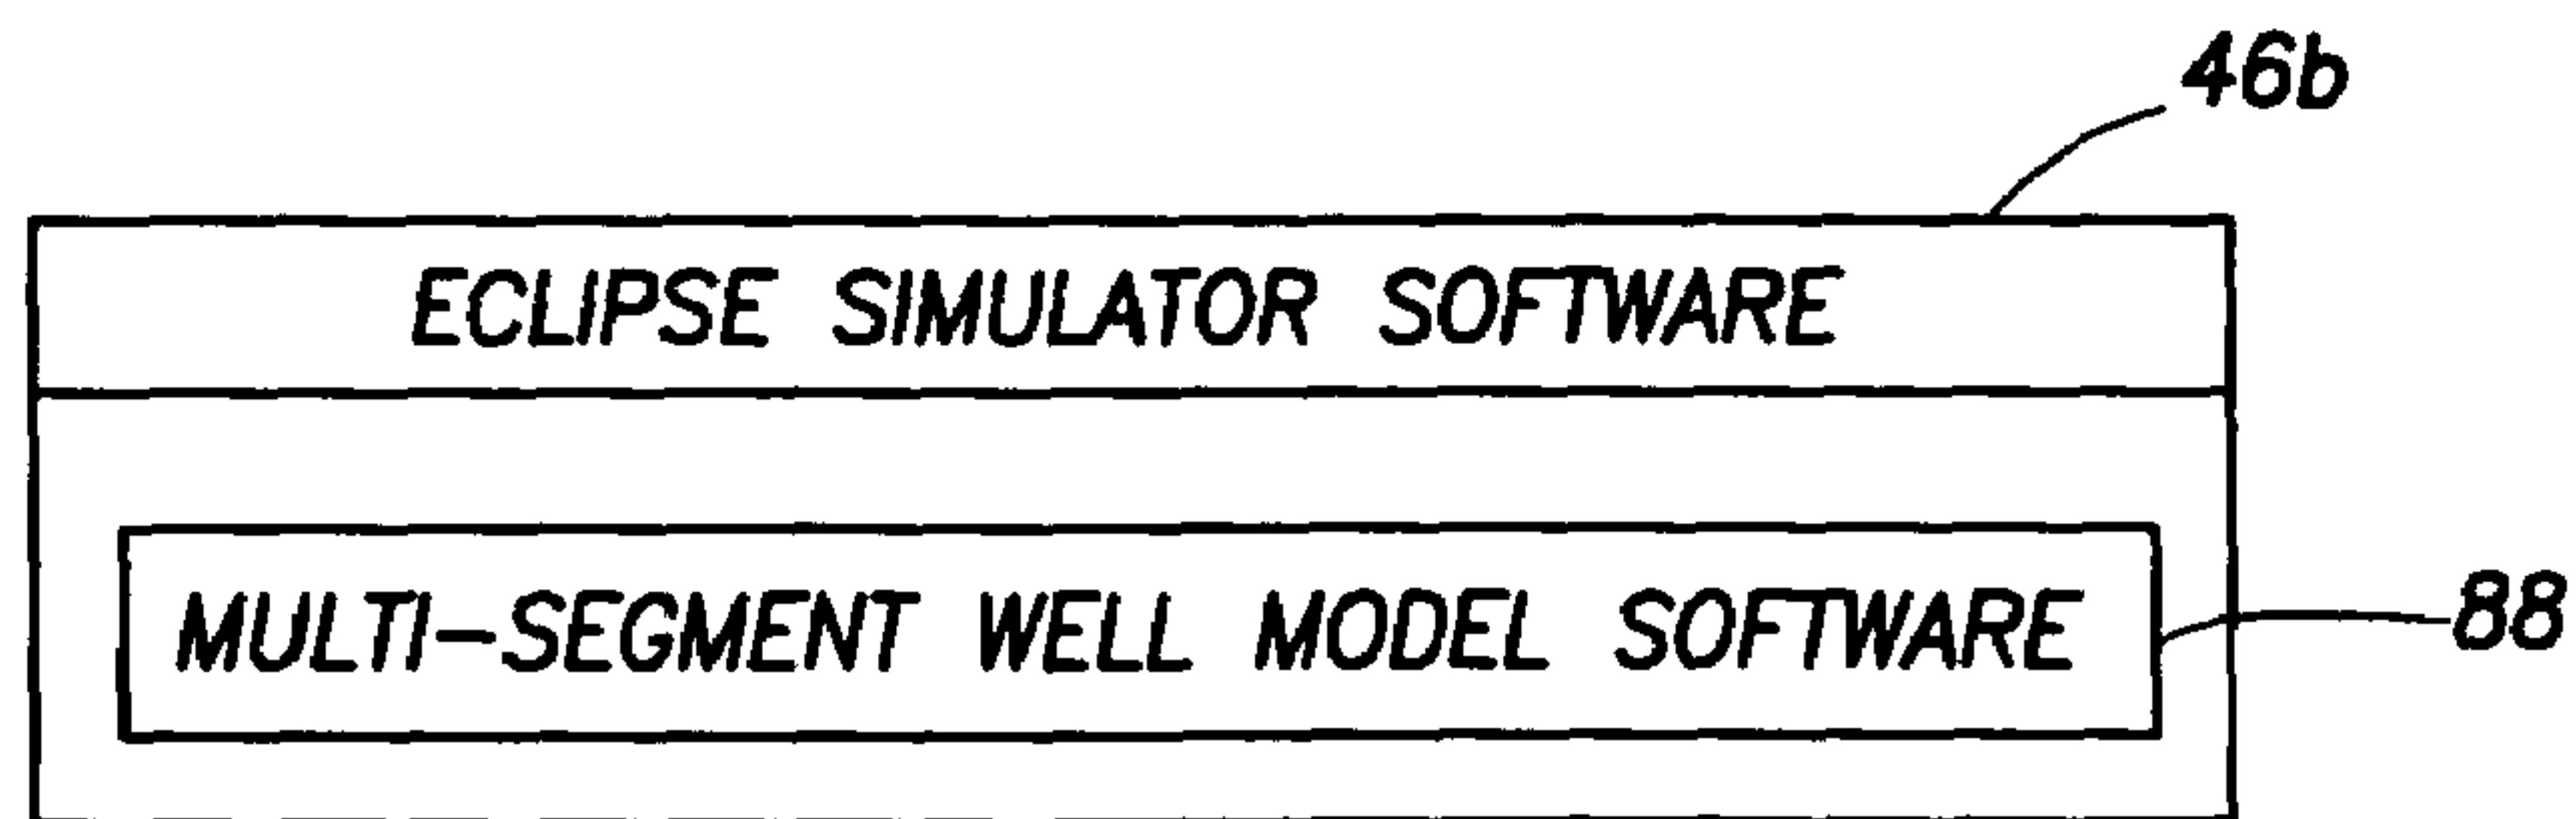 46b
ECLIPSE SIMULATOR SOFTWARE
MULTI-SEGMENT WELL MODEL SOFTWARE
88